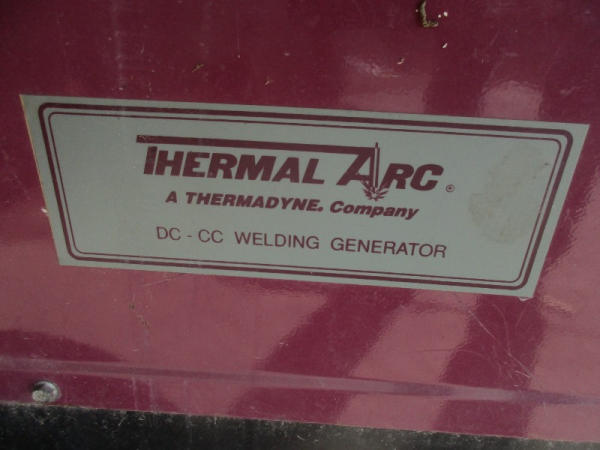 THERMAL ARC®
A THERMADYNE® Company
DC - CC WELDING GENERATOR